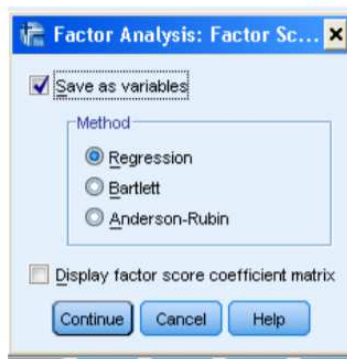 Factor Analysis: Factor Sc...
Save as variables
Method
Regression
Bartlett
Anderson-Rubin
Display factor score coefficient matrix
Continue Cancel Help